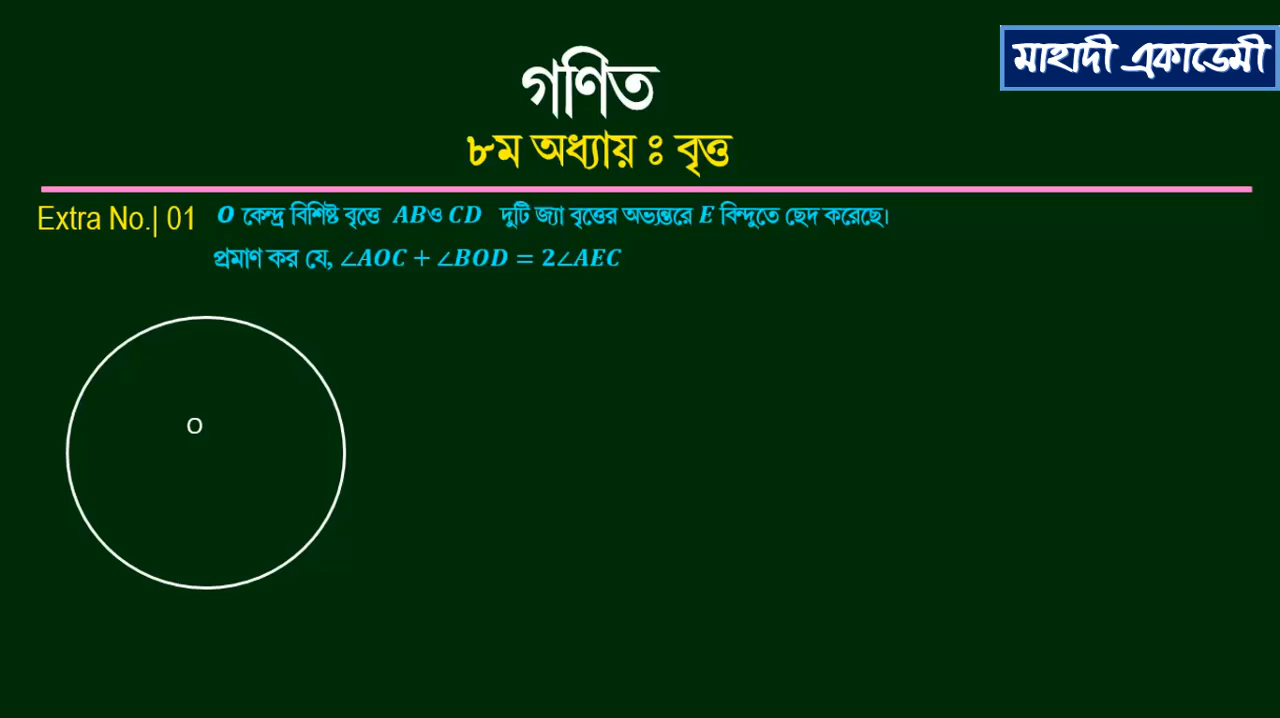 মাহাদী একাডেমী
গণিত
৮ম অধ্যায় ঃ বৃত্ত
Extra No.| 01 O কেন্দ্র বিশিষ্ট বৃত্তে AB ও CD দুটি জ্যা বৃত্তের অভ্যন্তরে E বিন্দুতে ছেদ করেছে।
প্রমাণ কর যে, ∠AOC + ∠BOD = 2∠AEC
O